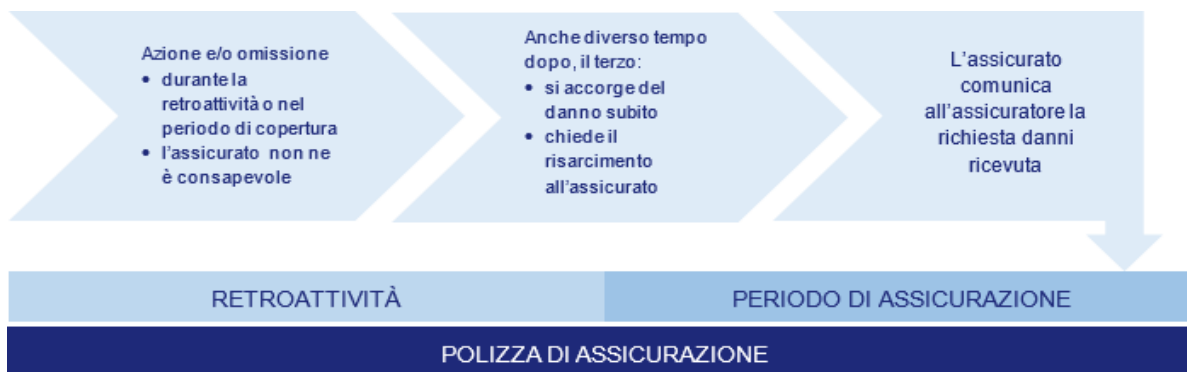 Azione e/o omissione
• durante la
retroattività o nel
periodo di copertura
• l'assicurato non ne
è consapevole
Anche diverso tempo
dopo, il terzo:
• si accorge del
danno subito
• chiede il
risarcimento
all'assicurato
L'assicurato
comunica
all'assicuratore la
richiesta danni
ricevuta
RETROATTIVITÀ
PERIODO DI ASSICURAZIONE
POLIZZA DI ASSICURAZIONE